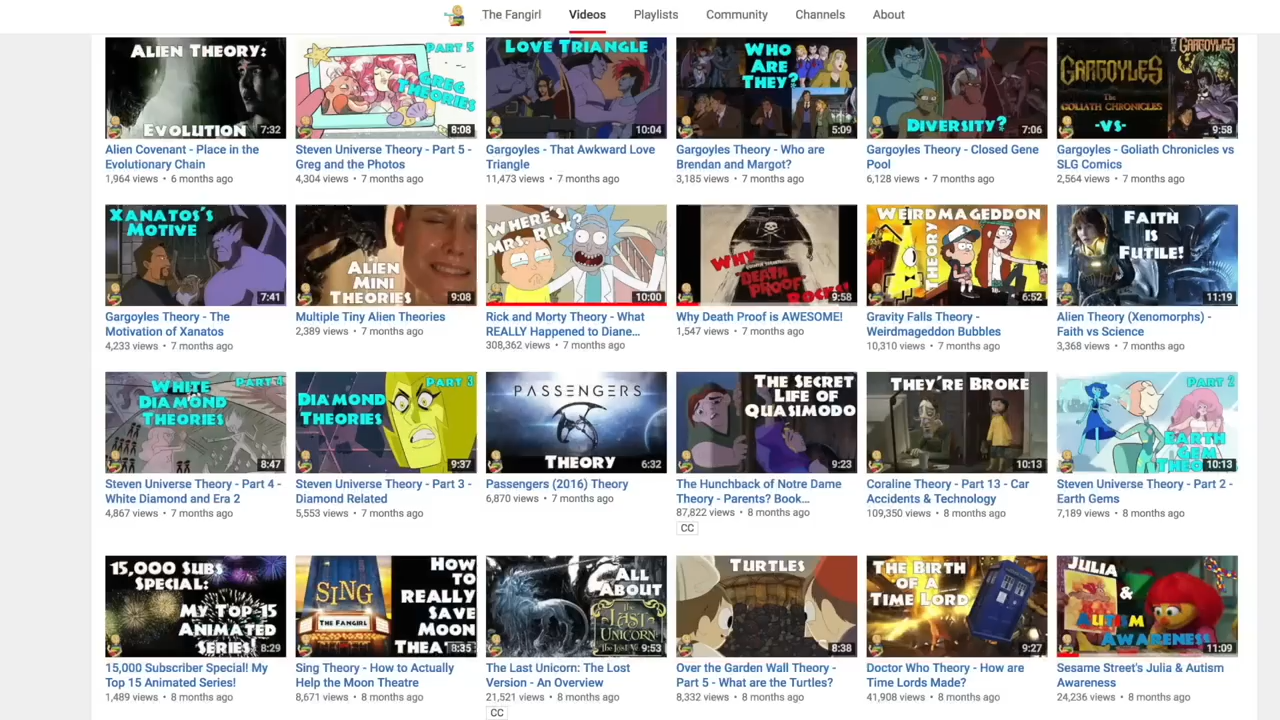 The Fangirl Videos Playlists Community Channels About
ALIEN THEORY:
EVOLUTION
7:32
PART 5
GREG
THEORIES
8:08
LOVE TRIANGLE
10:04
WHO
ARE
THEY?
5:09
DIVERSITY?
7:06
GARGOYLES
GARGOYLES
THE
GOLIATH CHRONICLES
-VS-
9:58
Alien Covenant - Place in the
Evolutionary Chain
1,964 views • 6 months ago
Steven Universe Theory - Part 5 -
Greg and the Photos
4,304 views • 7 months ago
Gargoyles - That Awkward Love
Triangle
11,473 views • 7 months ago
Gargoyles Theory - Who are
Brendan and Margot?
3,185 views • 7 months ago
Gargoyles Theory - Closed Gene
Pool
6,128 views • 7 months ago
Gargoyles - Goliath Chronicles vs
SLG Comics
2,564 views • 7 months ago
XANATOS'S
MOTIVE
7:41
ALIEN
MINI
THEORIES
9:08
WHERE'S
MRS. RICK?
10:00
WHY
DEATH
PROOF
ROCKS!
9:58
WEIRDMAGEDDON
THEORY
6:52
FAITH
IS
FUTILE!
11:19
Gargoyles Theory - The
Motivation of Xanatos
4,233 views • 7 months ago
Multiple Tiny Alien Theories
2,389 views • 7 months ago
Rick and Morty Theory - What
REALLY Happened to Diane...
308,362 views • 7 months ago
Why Death Proof is AWESOME!
1,547 views • 7 months ago
Gravity Falls Theory -
Weirdmageddon Bubbles
10,310 views • 7 months ago
Alien Theory (Xenomorphs) -
Faith vs Science
3,368 views • 7 months ago
WHITE
DIAMOND
THEORIES
PART 4
8:47
PART 3
DIAMOND
THEORIES
9:37
PASSENGERS
THEORY
6:32
THE SECRET
LIFE OF
QUASIMODO
9:23
THEY'RE BROKE
10:13
PART 2
EARTH
GEM
THEORIES
10:13
Steven Universe Theory - Part 4 -
White Diamond and Era 2
4,867 views • 7 months ago
Steven Universe Theory - Part 3 -
Diamond Related
5,553 views • 7 months ago
Passengers (2016) Theory
6,870 views • 7 months ago
The Hunchback of Notre Dame
Theory - Parents? Book...
87,822 views • 8 months ago
CC
Coraline Theory - Part 13 - Car
Accidents & Technology
109,350 views • 8 months ago
Steven Universe Theory - Part 2 -
Earth Gems
7,189 views • 8 months ago
15,000 SUBS
SPECIAL:
MY TOP 15
ANIMATED
SERIES!
8:29
SING
THE FANGIRL
HOW
TO
REALLY
SAVE
MOON
THEA
8:35
ALL
ABOUT
THE
LAST
UNICORN
9:53
TURTLES
8:38
THE BIRTH
OF A
TIME LORD
9:27
JULIA
&
AUTISM
AWARENESS
11:09
15,000 Subscriber Special! My
Top 15 Animated Series!
1,489 views • 8 months ago
Sing Theory - How to Actually
Help the Moon Theatre
8,671 views • 8 months ago
The Last Unicorn: The Lost
Version - An Overview
21,521 views • 8 months ago
CC
Over the Garden Wall Theory -
Part 5 - What are the Turtles?
8,332 views • 8 months ago
Doctor Who Theory - How are
Time Lords Made?
41,908 views • 8 months ago
Sesame Street's Julia & Autism
Awareness
24,236 views • 8 months ago